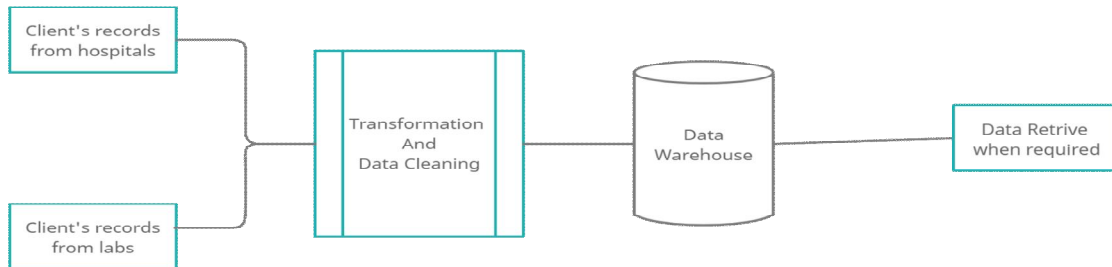 Client's records
from hospitals
Transformation
And
Data Cleaning
Data
Warehouse
Data Retrive
when required
Client's records
from labs